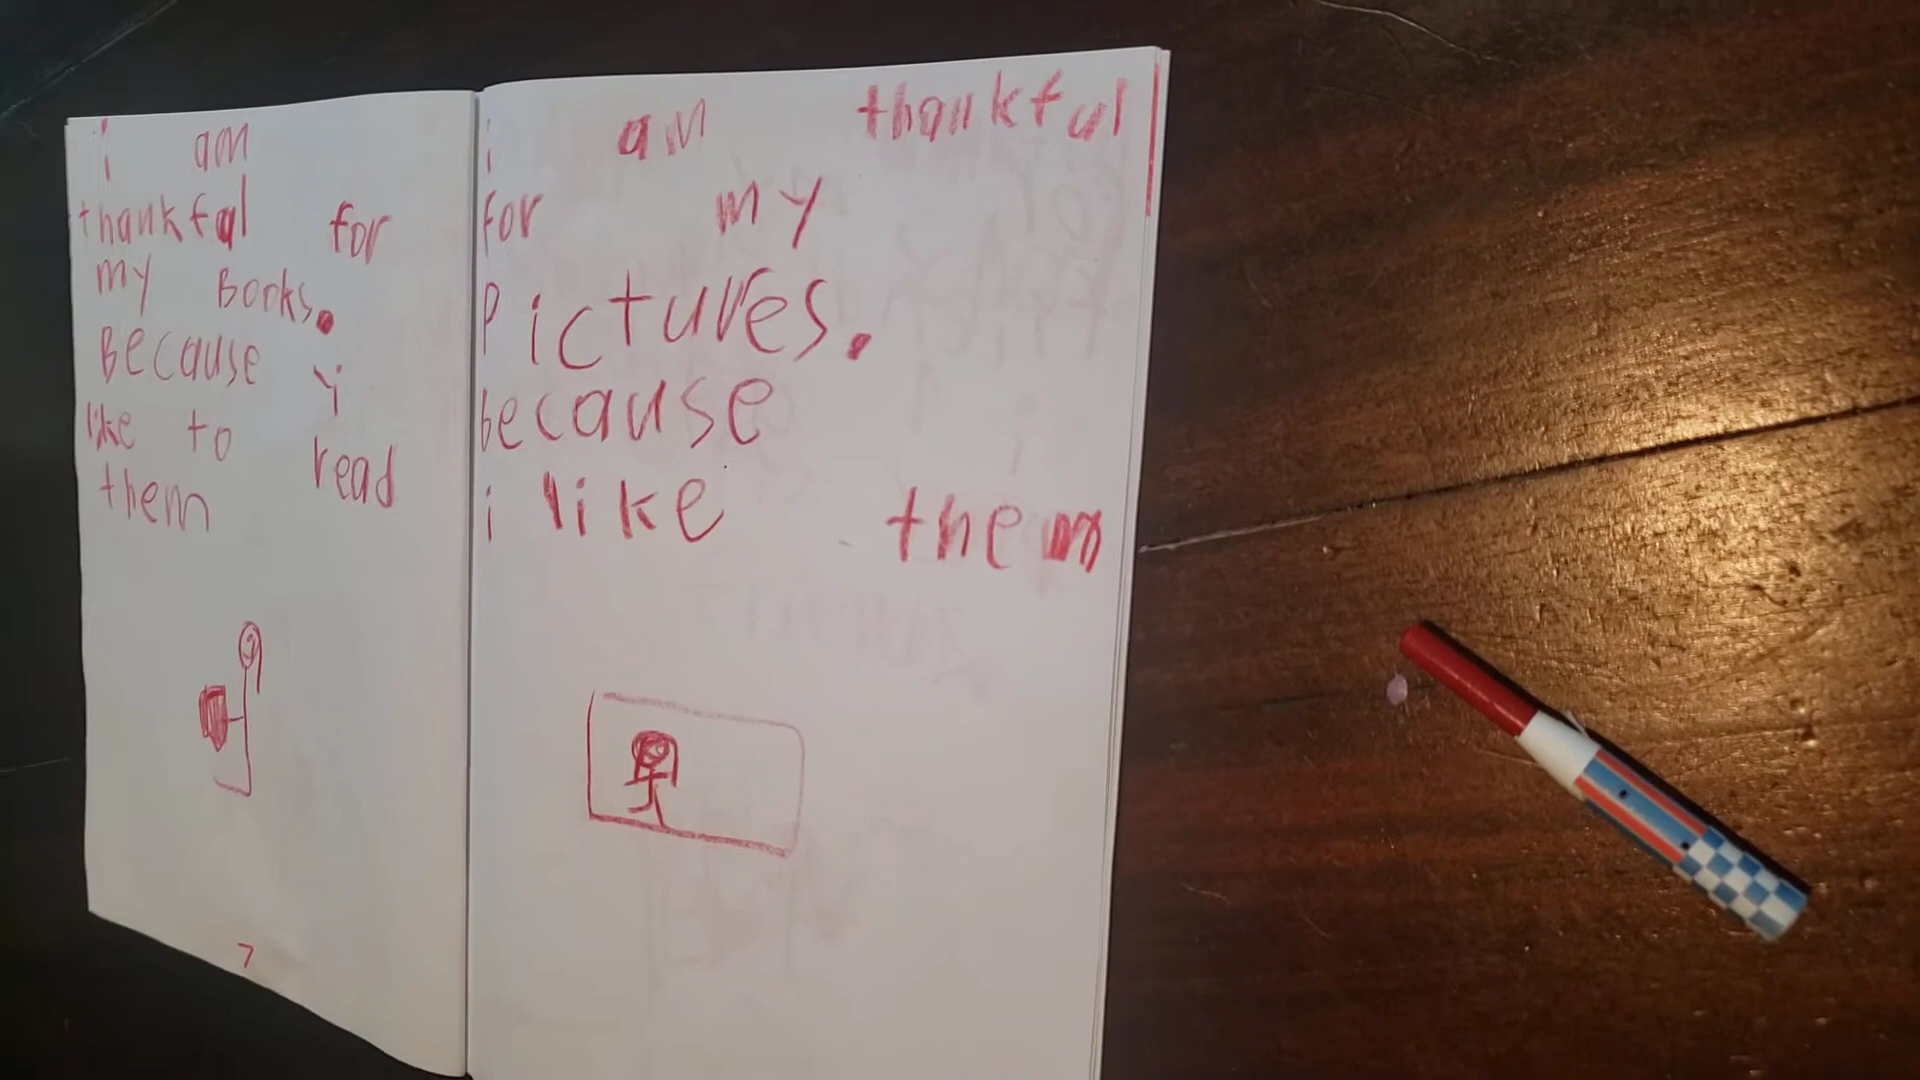 i am
thankful for
my Books.
Because i
like to read
them
7
i am thankful
for my
Pictures.
because
i like them